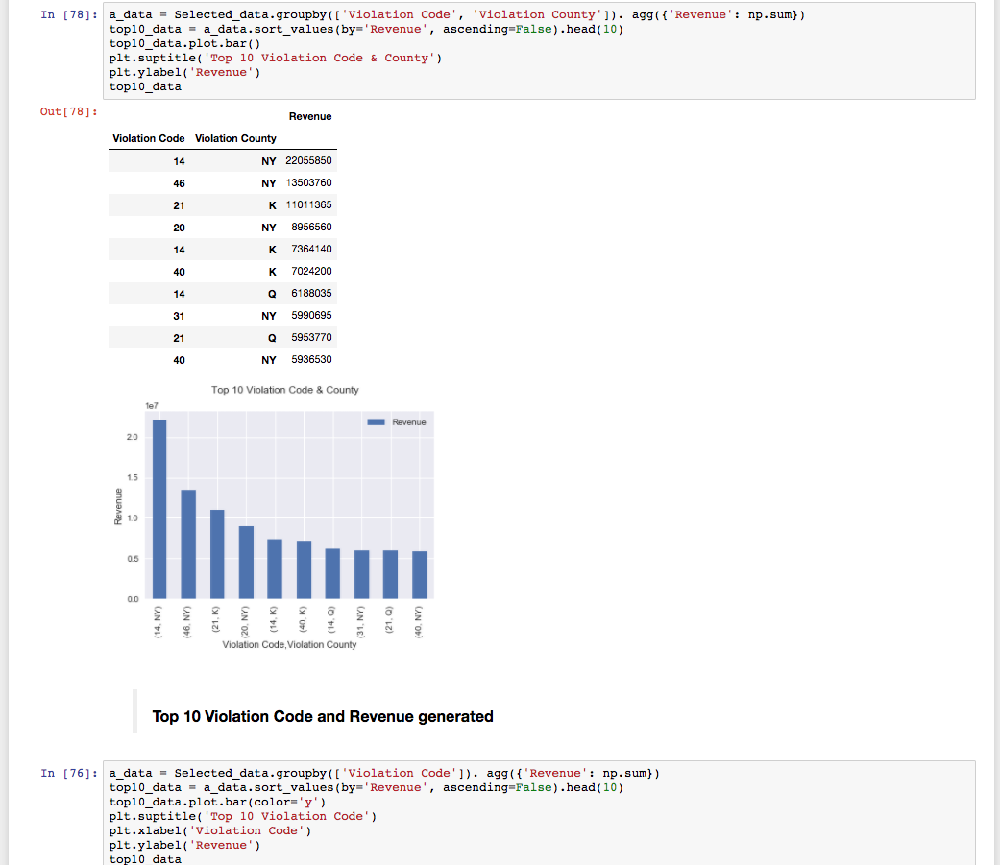 In [78]: a_data = Selected_data.groupby(['Violation Code', 'Violation County']). agg({'Revenue': np.sum})
top10_data = a_data.sort_values(by='Revenue', ascending=False).head(10)
top10_data.plot.bar()
plt.suptitle('Top 10 Violation Code & County')
plt.ylabel('Revenue')
top10_data
Out[78]:
Revenue
Violation Code Violation County
14 NY 22055850
46 NY 13503760
21 K 11011365
20 NY 8956560
14 K 7364140
40 K 7024200
14 Q 6188035
31 NY 5990695
21 Q 5953770
40 NY 5936530
Top 10 Violation Code & County
1e7
Revenue
2.0
1.5
1.0
0.5
0.0
Revenue
(14, NY) (46, NY) (21, K) (20, NY) (14, K) (40, K) (14, Q) (31, NY) (21, Q) (40, NY)
Violation Code,Violation County
Top 10 Violation Code and Revenue generated
In [76]: a_data = Selected_data.groupby(['Violation Code']). agg({'Revenue': np.sum})
top10_data = a_data.sort_values(by='Revenue', ascending=False).head(10)
top10_data.plot.bar(color='y')
plt.suptitle('Top 10 Violation Code')
plt.xlabel('Violation Code')
plt.ylabel('Revenue')
top10_data